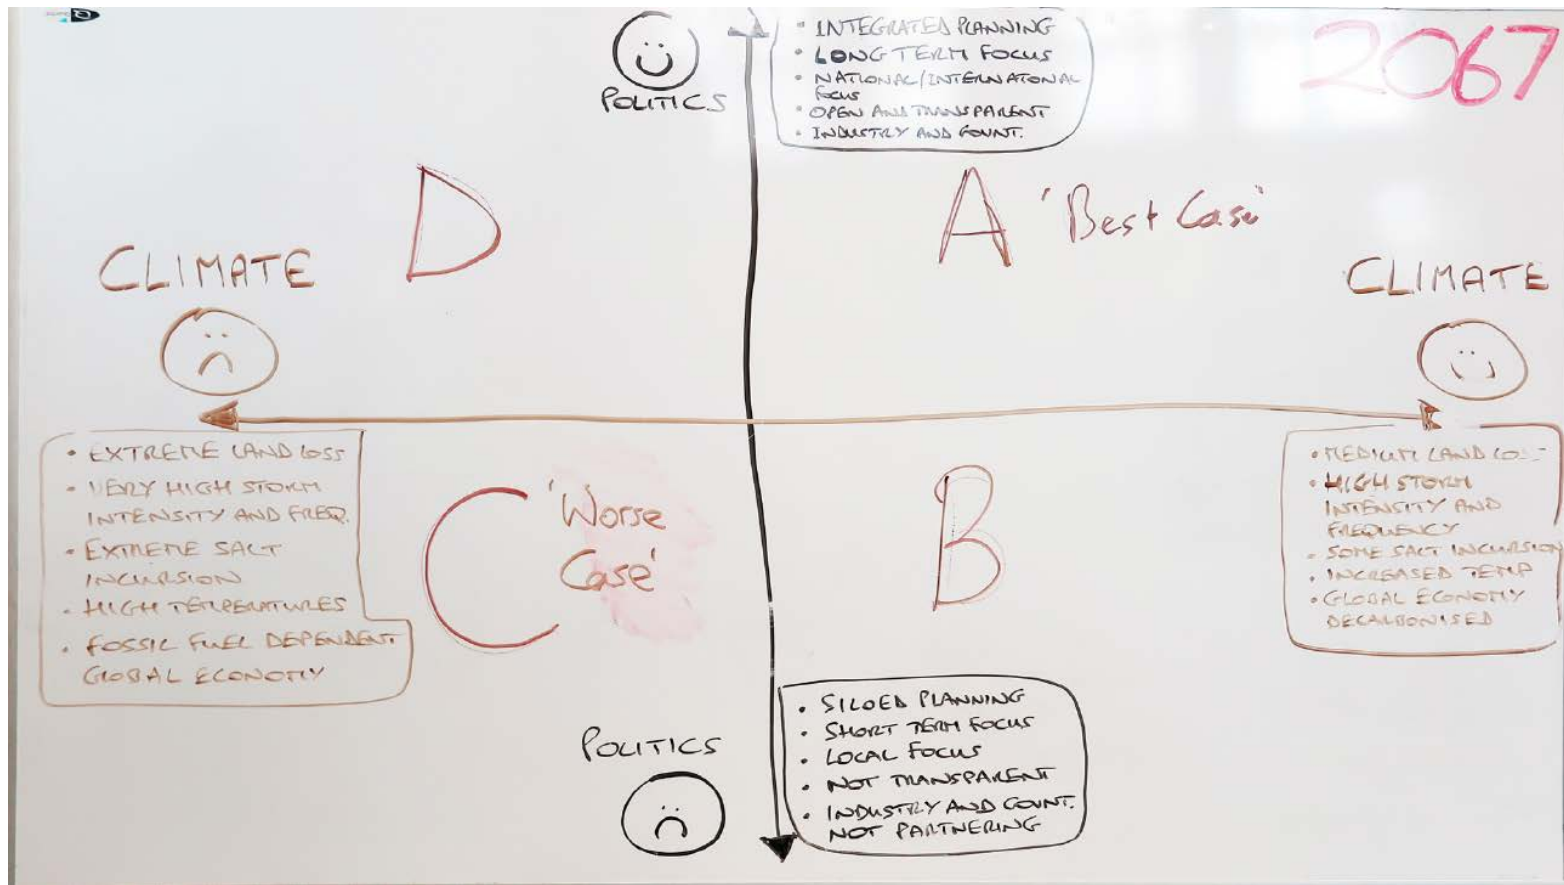 POLITICS
• INTEGRATED PLANNING
• LONG TERM FOCUS
• NATIONAL/INTERNATIONAL
FOCUS
• OPEN AND TRANSPARENT
• INDUSTRY AND GOVNT.
2067
D
A 'Best Case'
CLIMATE
CLIMATE
• EXTREME LAND LOSS
• VERY HIGH STORM
INTENSITY AND FREQ.
• EXTREME SALT
INCURSION
• HIGH TEMPERATURES
• FOSSIL FUEL DEPENDENT
GLOBAL ECONOMY
C 'Worse
Case'
B
• MEDIUM LAND LOSS
• HIGH STORM
INTENSITY AND
FREQUENCY
• SOME SALT INCURSION
• INCREASED TEMP
• GLOBAL ECONOMY
DECARBONISED
POLITICS
• SILOED PLANNING
• SHORT TERM FOCUS
• LOCAL FOCUS
• NOT TRANSPARENT
• INDUSTRY AND GOVNT.
NOT PARTNERING